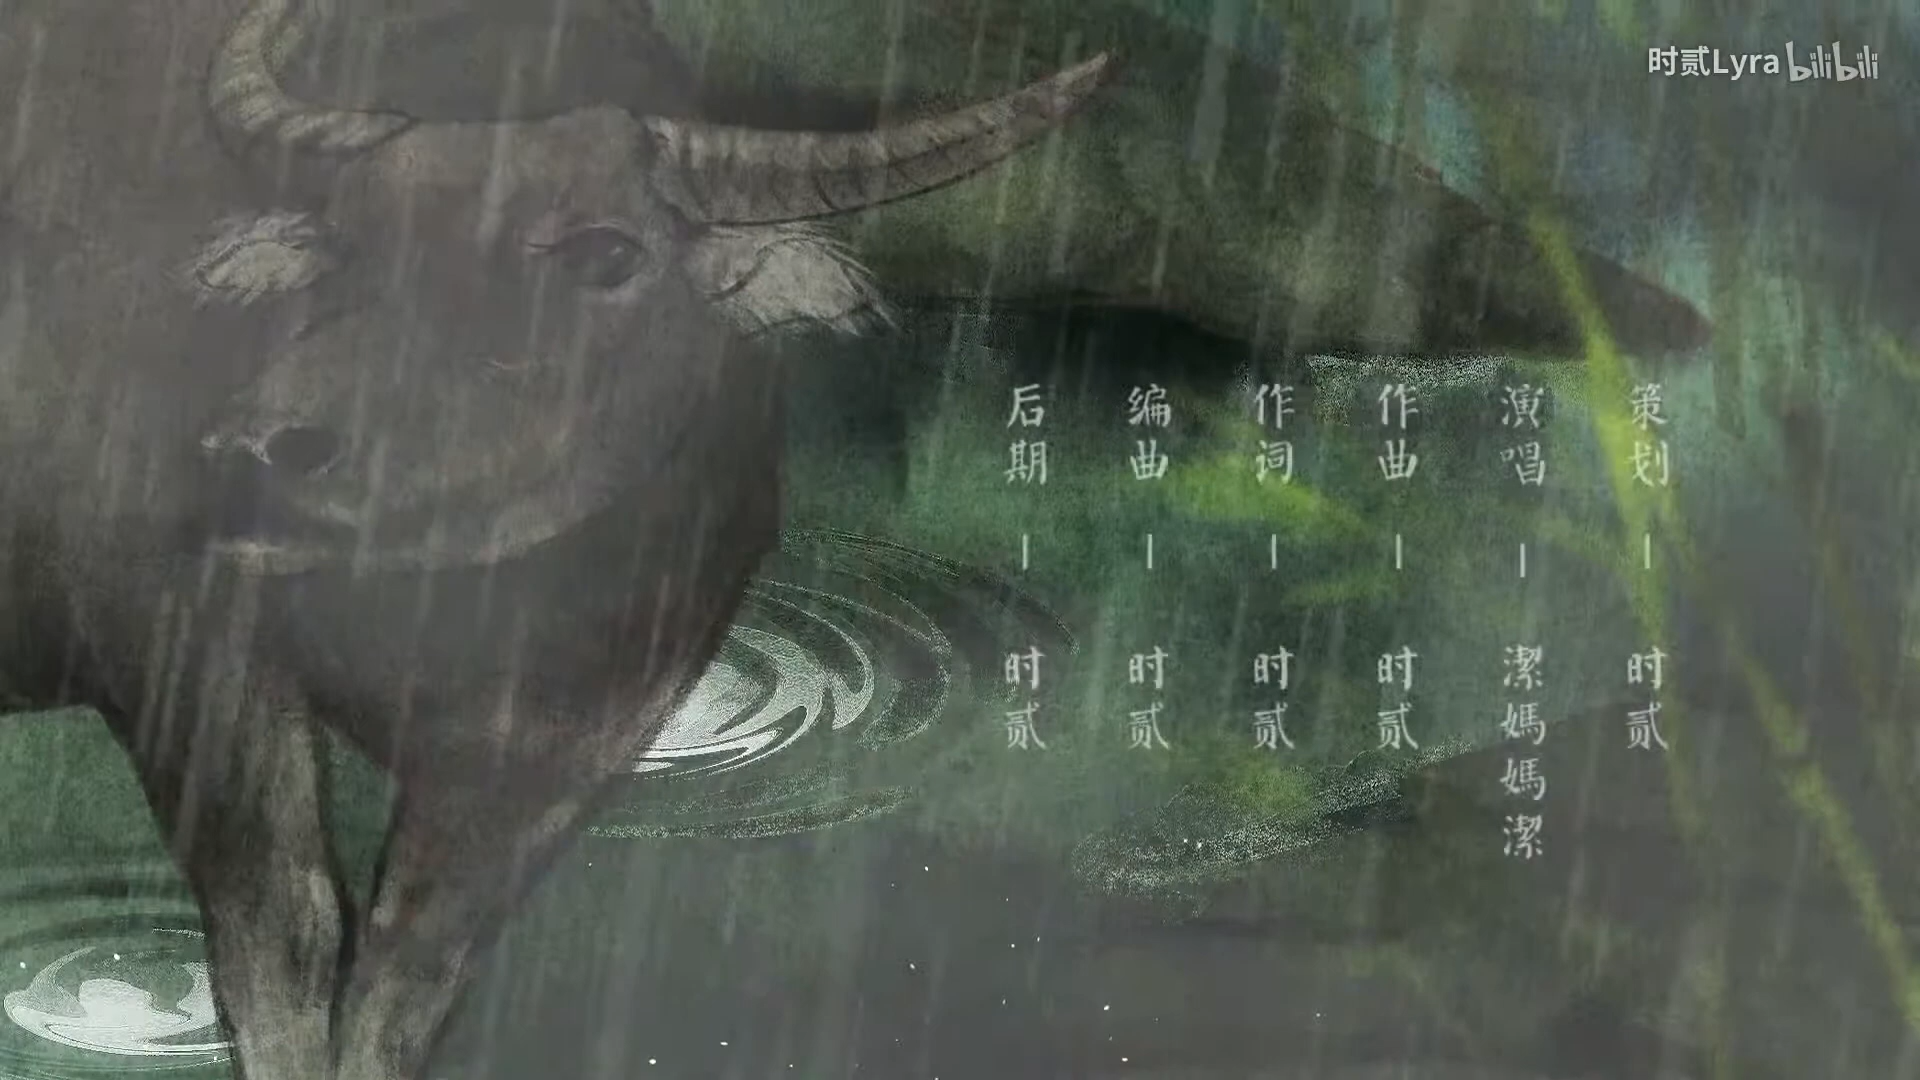 时贰Lyra bilibili
策划 | 时贰
演唱 | 潔媽媽潔
作曲 | 时贰
作词 | 时贰
编曲 | 时贰
后期 | 时贰